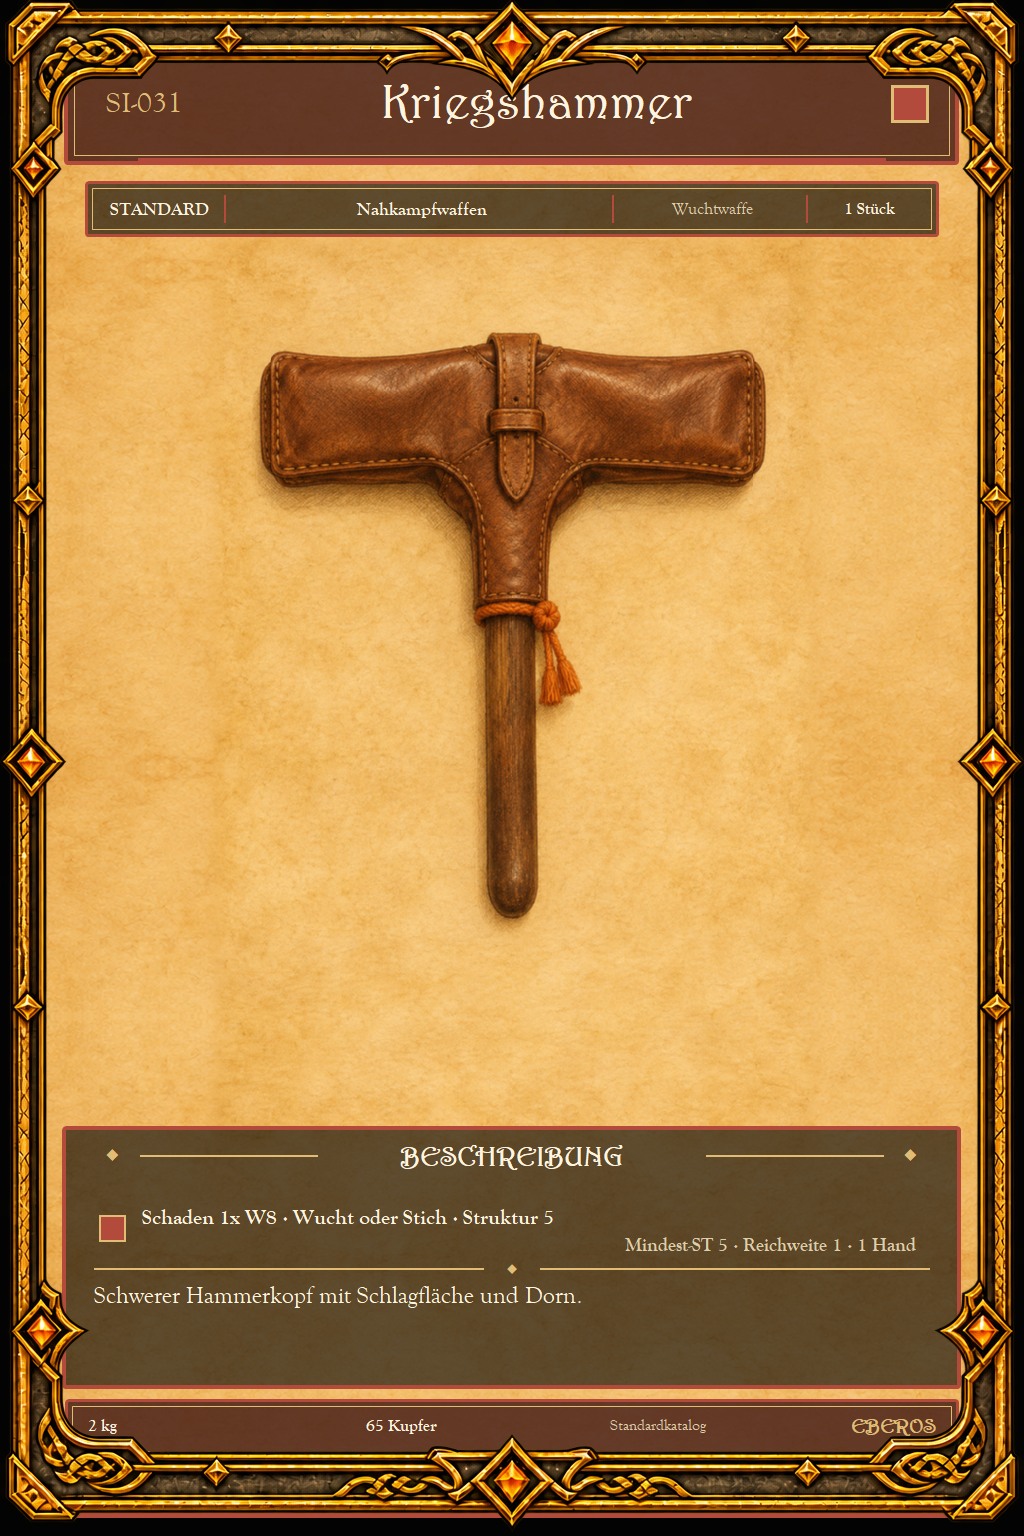 SI-031
Kriegshammer
STANDARD Nahkampfwaffen Wuchtwaffe 1 Stück
BESCHREIBUNG
Schaden 1x W8 · Wucht oder Stich · Struktur 5
Mindest-ST 5 · Reichweite 1 · 1 Hand
Schwerer Hammerkopf mit Schlagfläche und Dorn.
2 kg 65 Kupfer Standardkatalog EBEROS